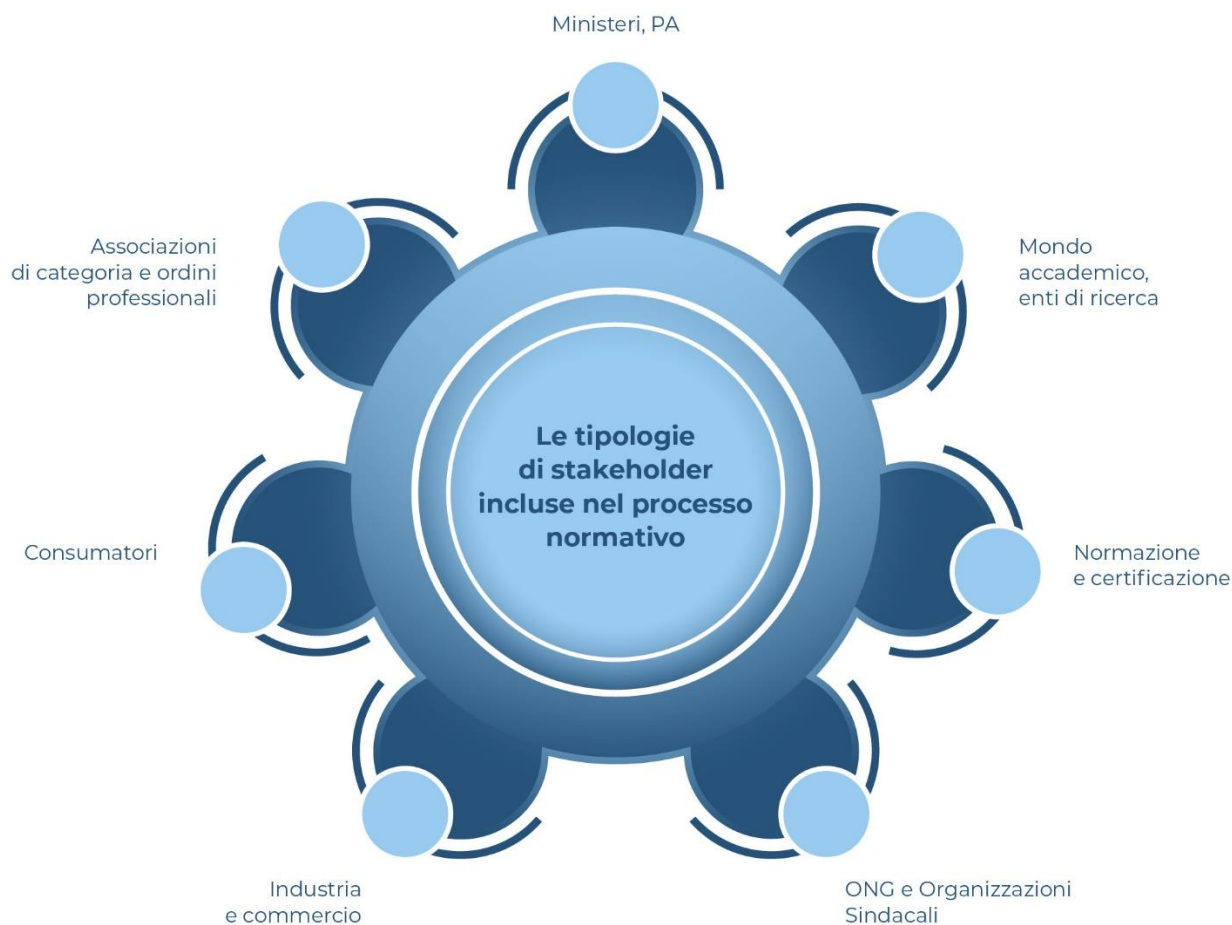 Ministeri, PA
Associazioni
di categoria e ordini
professionali
Mondo
accademico,
enti di ricerca
Le tipologie
di stakeholder
incluse nel processo
normativo
Consumatori
Normazione
e certificazione
Industria
e commercio
ONG e Organizzazioni
Sindacali